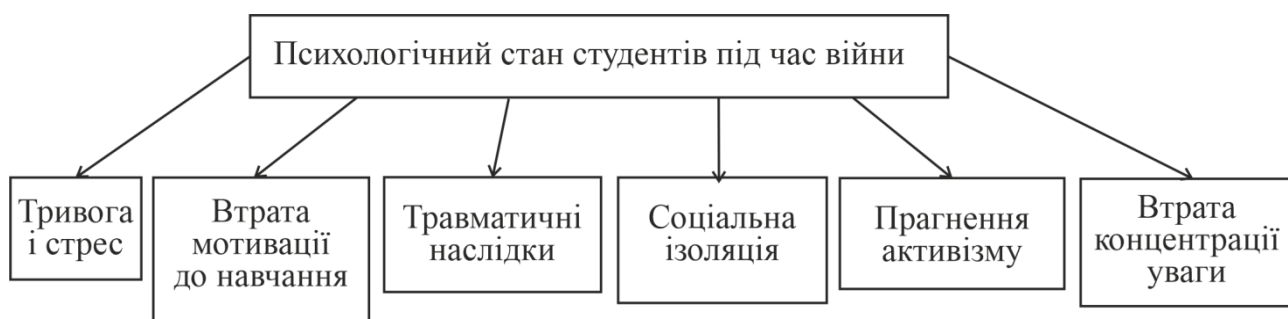 Психологічний стан студентів під час війни
Тривога
і стрес
Втрата
мотивації
до навчання
Травматичні
наслідки
Соціальна
ізоляція
Прагнення
активізму
Втрата
концентрації
уваги